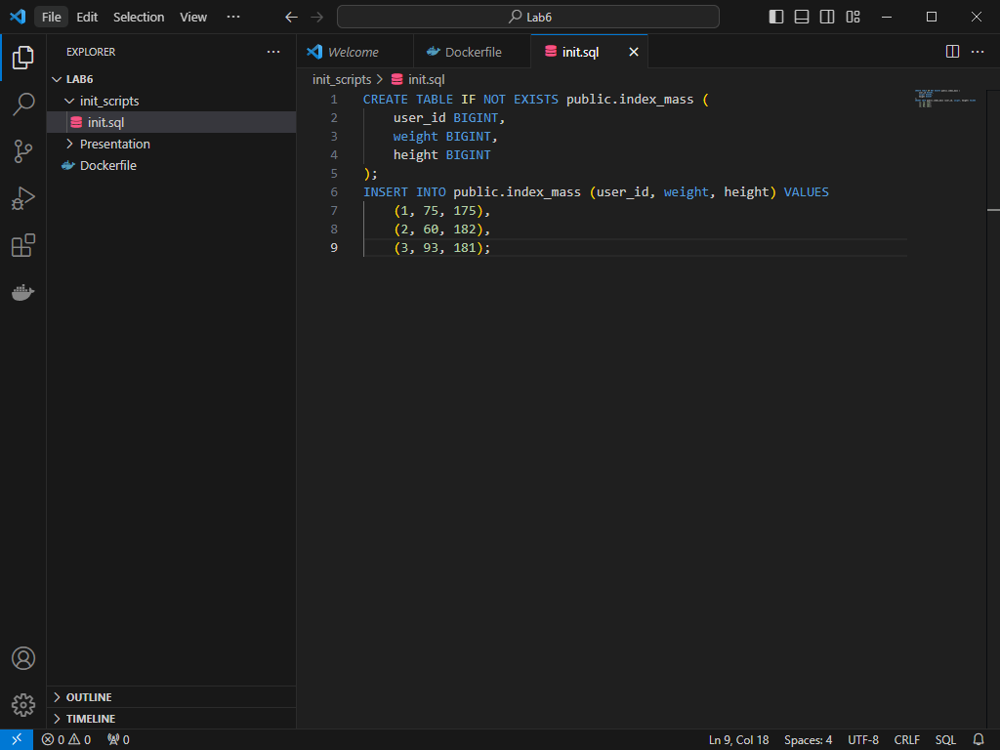 File Edit Selection View ··· Lab6
EXPLORER ···
LAB6
init_scripts
init.sql
Presentation
Dockerfile
OUTLINE
TIMELINE
Welcome Dockerfile init.sql
init_scripts > init.sql
1 CREATE TABLE IF NOT EXISTS public.index_mass (
2 user_id BIGINT,
3 weight BIGINT,
4 height BIGINT
5 );
6 INSERT INTO public.index_mass (user_id, weight, height) VALUES
7 (1, 75, 175),
8 (2, 60, 182),
9 (3, 93, 181);
0 0 0 Ln 9, Col 18 Spaces: 4 UTF-8 CRLF SQL